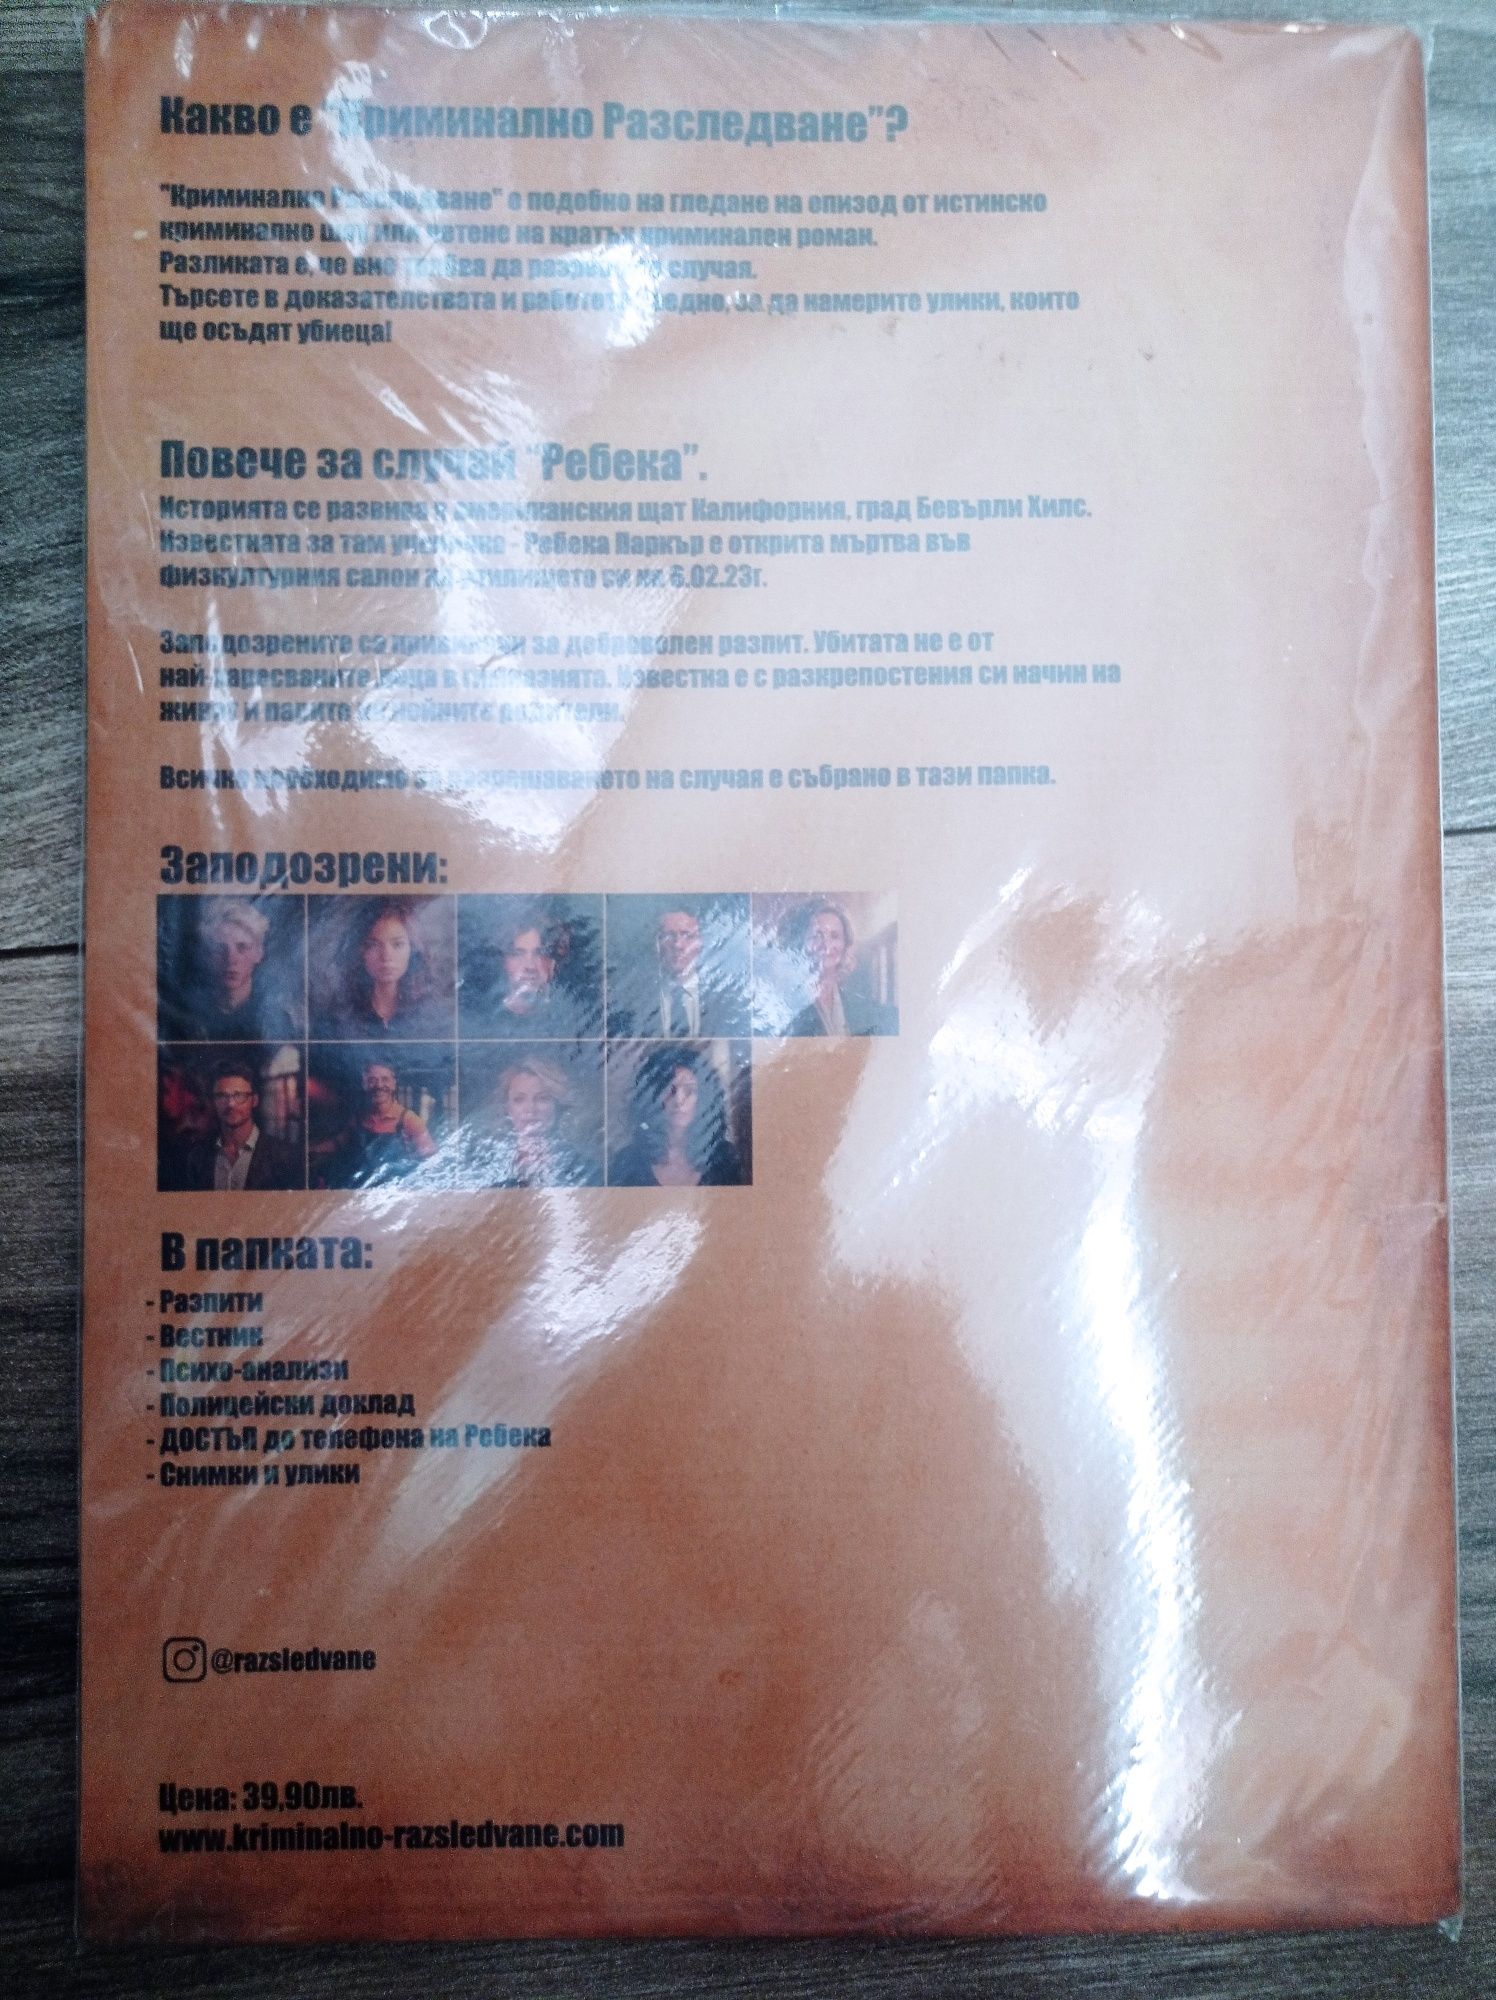 Какво е "Криминално Разследване"?
"Криминално Разследване" е подобно на гледане на епизод от истинско
криминално шоу или четене на кратък криминален роман.
Разликата е, че вие трябва да разрешите случая.
Търсете в доказателствата и работете заедно, за да намерите улики, които
ще осъдят убиеца!
Повече за случай "Ребека".
Историята се развива в американския щат Калифорния, град Бевърли Хилс.
Известната за там ученичка - Ребека Паркър е открита мъртва във
физкултурния салон на училището си на 6.02.23г.
Заподозрените са привикани за доброволен разпит. Убитата не е от
най-харесваните деца в гимназията. Известна е с разкрепостения си начин на
живот и парите на нейните родители.
Всичко необходимо за разрешаването на случая е събрано в тази папка.
Заподозрени:
В папката:
- Разпити
- Вестник
- Психо-анализи
- Полицейски доклад
- ДОСТЪП до телефона на Ребека
- Снимки и улики
@razsledvane
Цена: 39,90лв.
www.kriminalno-razsledvane.com